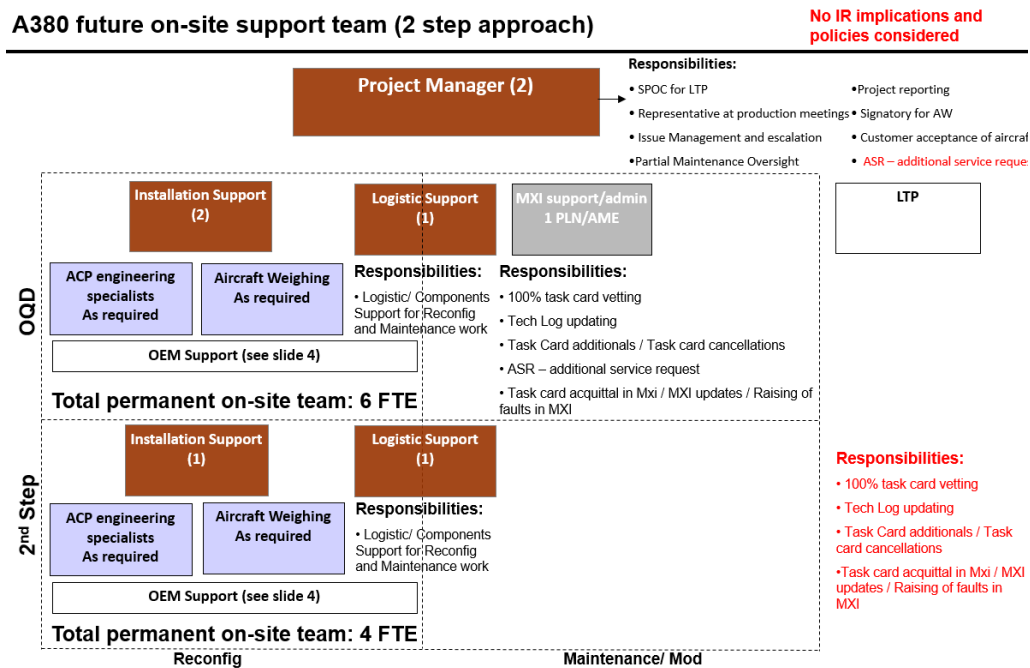 A380 future on-site support team (2 step approach)
No IR implications and
policies considered
Project Manager (2)
Responsibilities:
• SPOC for LTP
• Representative at production meetings
• Issue Management and escalation
•Partial Maintenance Oversight
•Project reporting
• Signatory for AW
• Customer acceptance of aircraf
• ASR – additional service reques
OQD
Installation Support
(2)
Logistic Support
(1)
MXI support/admin
1 PLN/AME
LTP
ACP engineering
specialists
As required
Aircraft Weighing
As required
OEM Support (see slide 4)
Responsibilities:
• Logistic/ Components
Support for Reconfig
and Maintenance work
Responsibilities:
• 100% task card vetting
• Tech Log updating
• Task Card additionals / Task card cancellations
• ASR – additional service request
• Task card acquittal in Mxi / MXI updates / Raising of
faults in MXI
Total permanent on-site team: 6 FTE
2nd Step
Installation Support
(1)
Logistic Support
(1)
ACP engineering
specialists
As required
Aircraft Weighing
As required
OEM Support (see slide 4)
Responsibilities:
• Logistic/ Components
Support for Reconfig
and Maintenance work
Total permanent on-site team: 4 FTE
Responsibilities:
• 100% task card vetting
• Tech Log updating
• Task Card additionals / Task
card cancellations
•Task card acquittal in Mxi / MXI
updates / Raising of faults in
MXI
Reconfig
Maintenance/ Mod